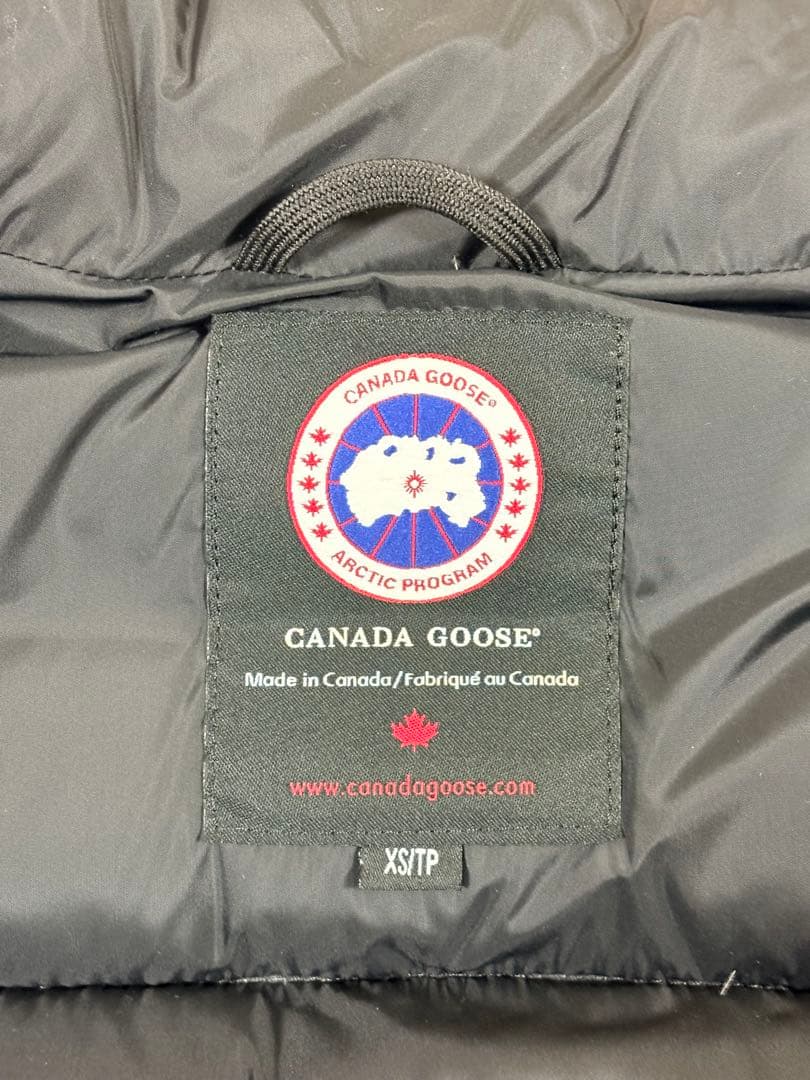 CANADA GOOSE®
ARCTIC PROGRAM
CANADA GOOSE®
Made in Canada/Fabriqué au Canada
www.canadagoose.com
XS/TP